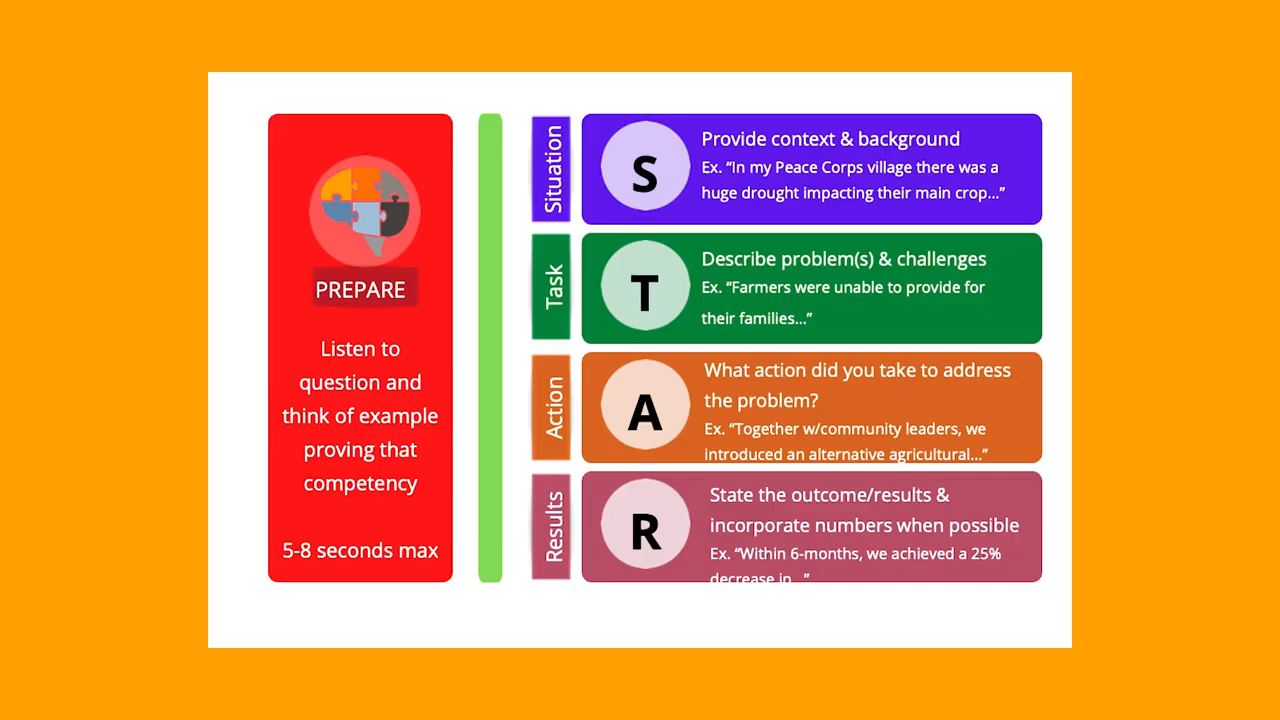 PREPARE
Listen to
question and
think of example
proving that
competency
5-8 seconds max
Situation
S
Provide context & background
Ex. “In my Peace Corps village there was a
huge drought impacting their main crop...”
Task
T
Describe problem(s) & challenges
Ex. “Farmers were unable to provide for
their families...”
Action
A
What action did you take to address
the problem?
Ex. “Together w/community leaders, we
introduced an alternative agricultural...”
Results
R
State the outcome/results &
incorporate numbers when possible
Ex. “Within 6-months, we achieved a 25%
decrease in...”